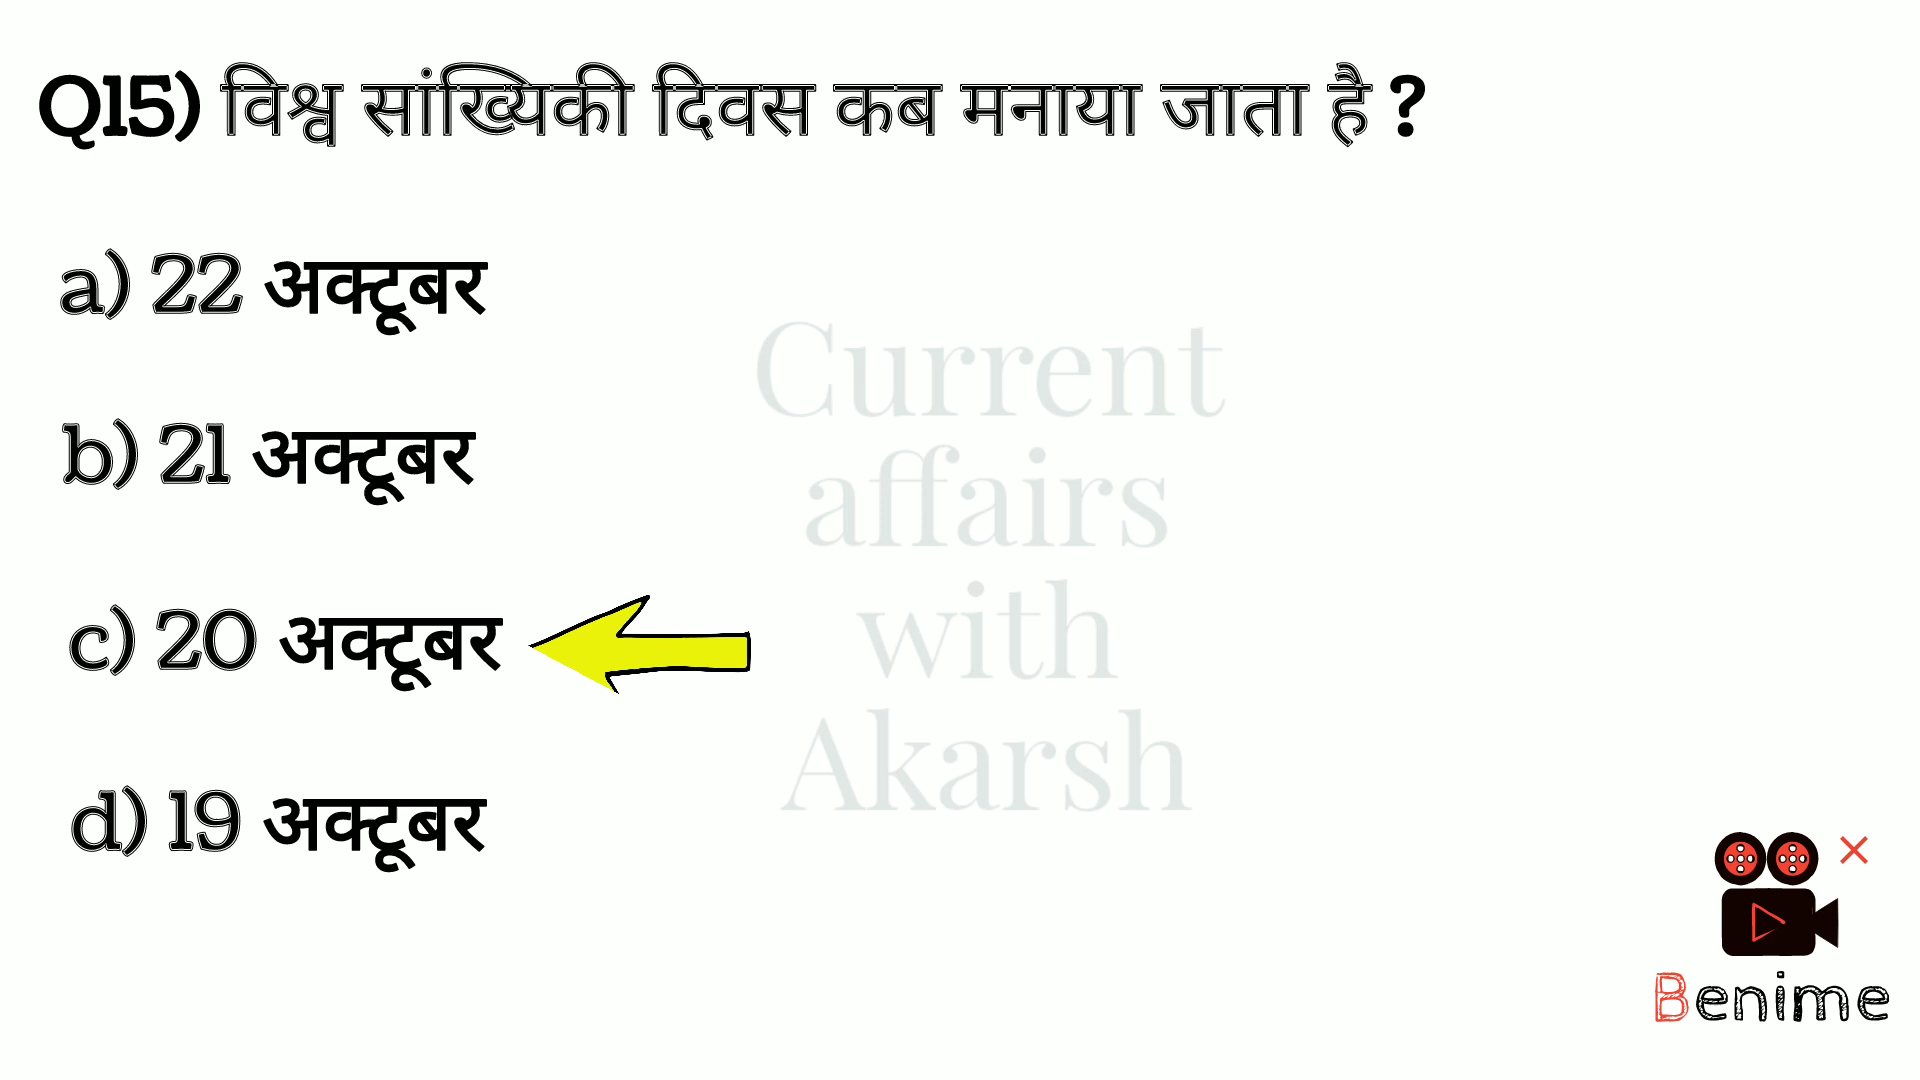 Q15) विश्व सांख्यिकी दिवस कब मनाया जाता है ?
a) 22 अक्टूबर
b) 21 अक्टूबर
c) 20 अक्टूबर
d) 19 अक्टूबर
Current
affairs
with
Akarsh
Benime